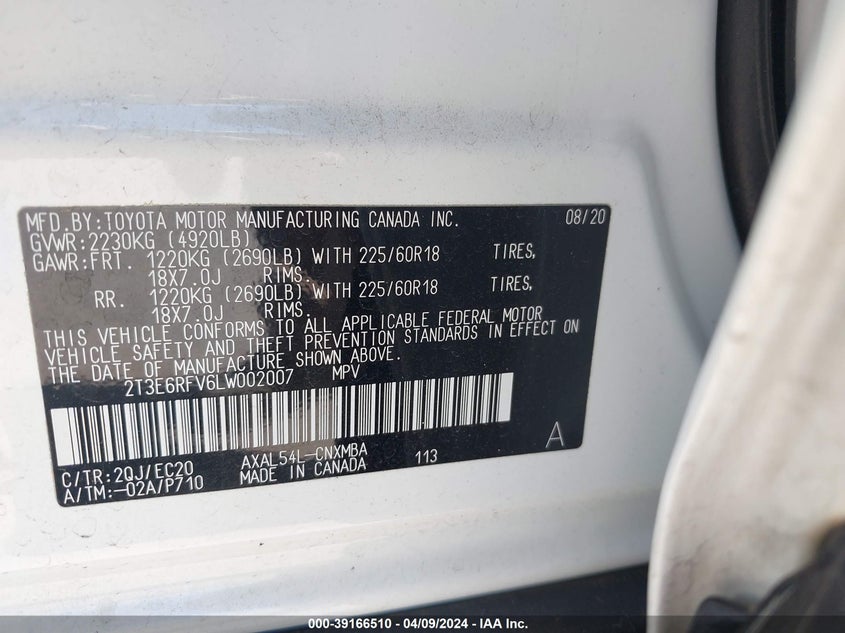 MFD.BY:TOYOTA MOTOR MANUFACTURING CANADA INC. 08/20
GVWR:2230KG (4920LB)
GAWR:FRT. 1220KG (2690LB) WITH 225/60R18 TIRES,
18X7.0J RIMS.
RR. 1220KG (2690LB) WITH 225/60R18 TIRES,
18X7.0J RIMS.
THIS VEHICLE CONFORMS TO ALL APPLICABLE FEDERAL MOTOR
VEHICLE SAFETY AND THEFT PREVENTION STANDARDS IN EFFECT ON
THE DATE OF MANUFACTURE SHOWN ABOVE.
2T3E6RFV6LW002007 MPV
A
C/TR:2QJ/EC20 AXAL54L-CNXMBA 113
A/TM:-02A/P710 MADE IN CANADA
000-39166510 - 04/09/2024 - IAA Inc.